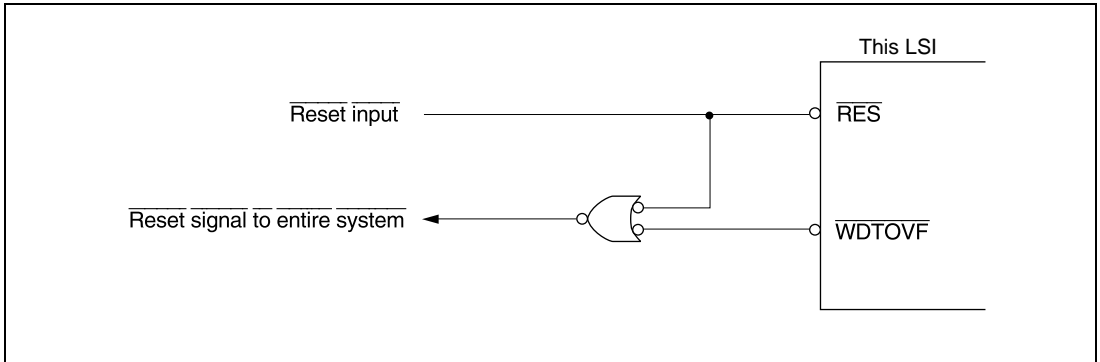 This LSI
Reset input
RES
Reset signal to entire system
WDTOVF